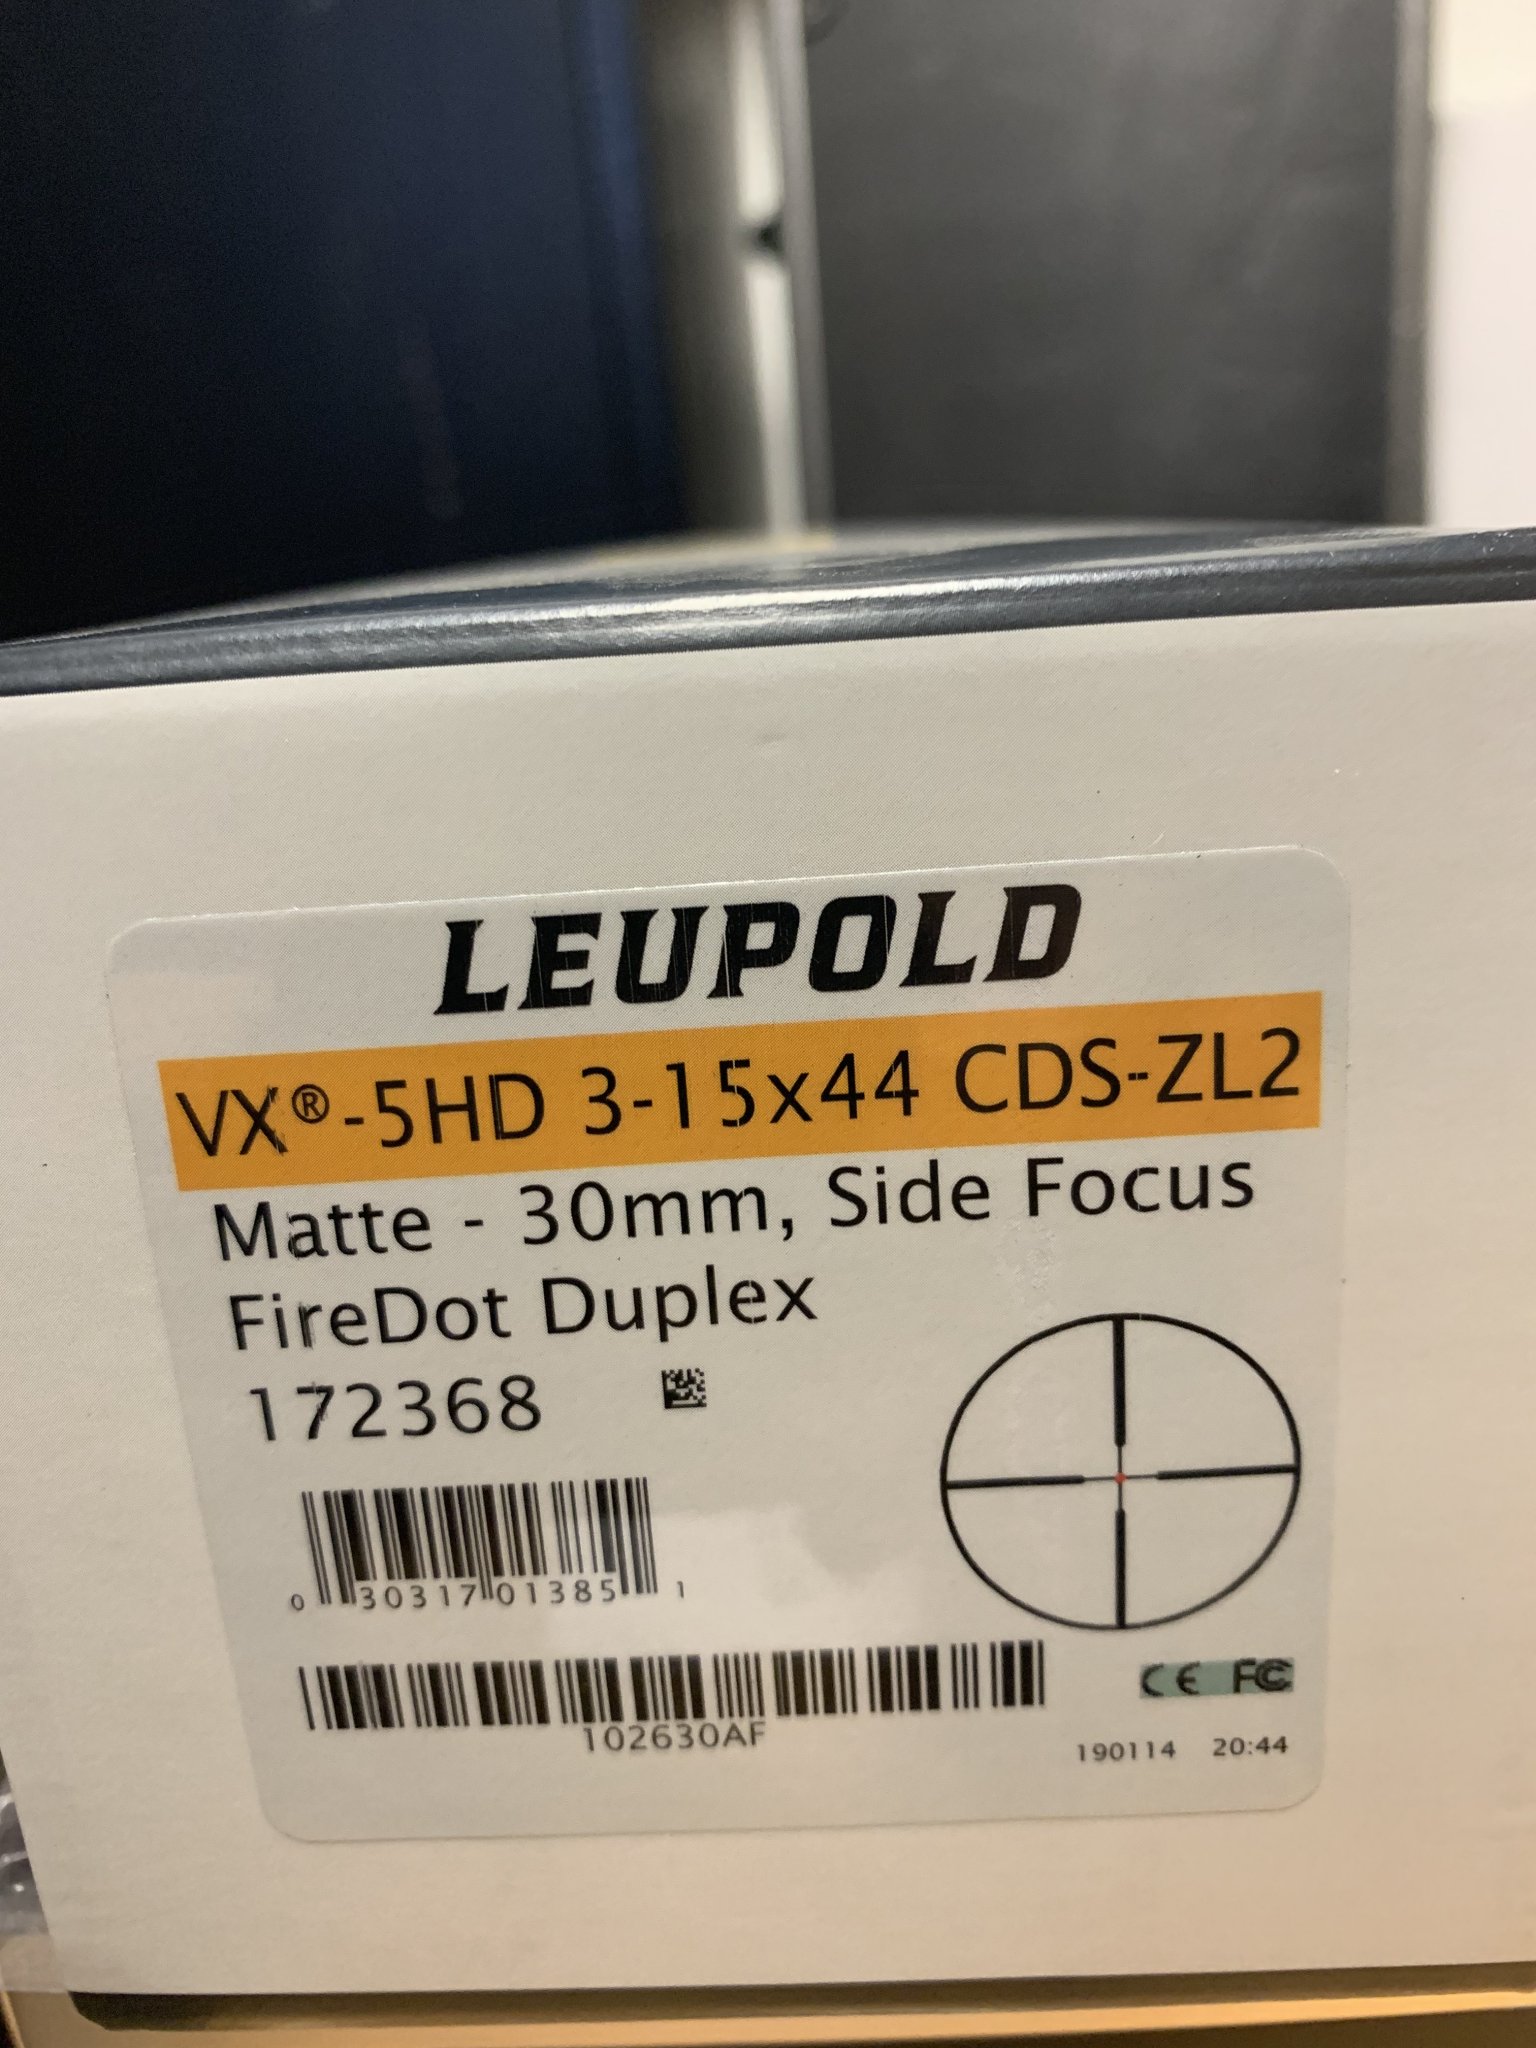 LEUPOLD
VX®-5HD 3-15x44 CDS-ZL2
Matte - 30mm, Side Focus
FireDot Duplex
172368
0 30317 01385 1
102630AF
CE FC
190114 20:44